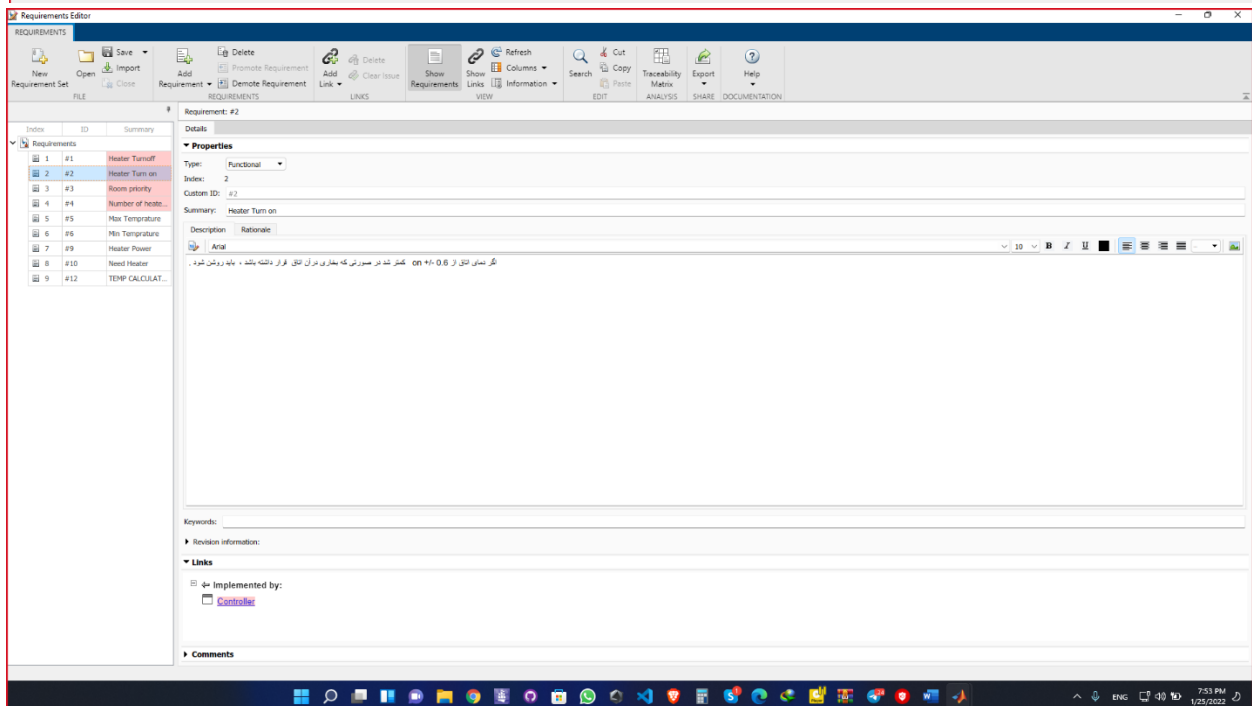 Requirements Editor
REQUIREMENTS
New Requirement Set
Open
Save
Import
Close
FILE
Add Requirement
Delete
Promote Requirement
Demote Requirement
REQUIREMENTS
Add Link
Delete
Clear Issue
LINKS
Show Requirements
Show Links
Refresh
Columns
Information
VIEW
Search
Cut
Copy
Paste
EDIT
Traceability Matrix
ANALYSIS
Export
SHARE
Help
DOCUMENTATION
Index ID Summary
Requirements
1 #1 Heater Turnoff
2 #2 Heater Turn on
3 #3 Room priority
4 #4 Number of heate...
5 #5 Max Temprature
6 #6 Min Temprature
7 #9 Heater Power
8 #10 Need Heater
9 #12 TEMP CALCULAT...
Requirement: #2
Details
Properties
Type: Functional
Index: 2
Custom ID: #2
Summary: Heater Turn on
Description Rationale
Arial 10 B I U
اگر دمای اتاق از 0.6 -/+ on کمتر شد در صورتی که بخاری درآن اتاق قرار داشته باشد ، باید روشن شود .
Keywords:
Revision information:
Links
Implemented by:
Controller
Comments
ENG
7:53 PM
1/25/2022